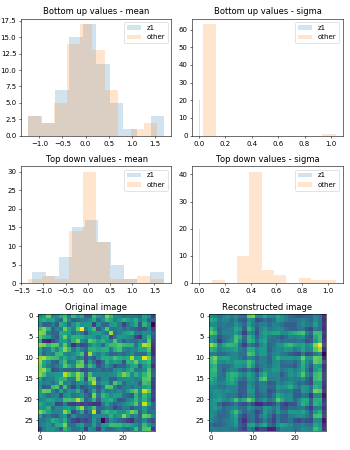 Bottom up values - mean
17.5
15.0
12.5
10.0
7.5
5.0
2.5
0.0
z1
other
−1.0 −0.5 0.0 0.5 1.0 1.5
Bottom up values - sigma
60
50
40
30
20
10
0
z1
other
0.0 0.2 0.4 0.6 0.8 1.0
Top down values - mean
30
25
20
15
10
5
0
z1
other
−1.5 −1.0 −0.5 0.0 0.5 1.0 1.5
Top down values - sigma
40
30
20
10
0
z1
other
0.0 0.2 0.4 0.6 0.8 1.0
Original image
0
5
10
15
20
25
0 10 20
Reconstructed image
0
5
10
15
20
25
0 10 20